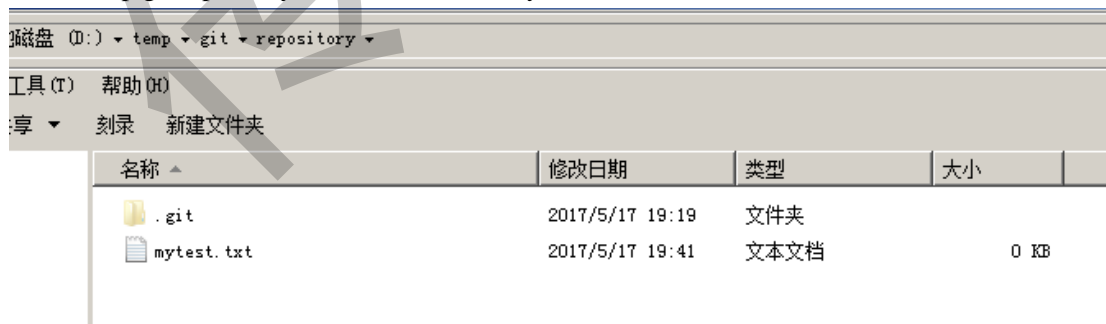 磁盘 (D:) ▾ temp ▾ git ▾ repository ▾
工具(T) 帮助(H)
享 ▾ 刻录 新建文件夹
名称 修改日期 类型 大小
.git 2017/5/17 19:19 文件夹
mytest.txt 2017/5/17 19:41 文本文档 0 KB